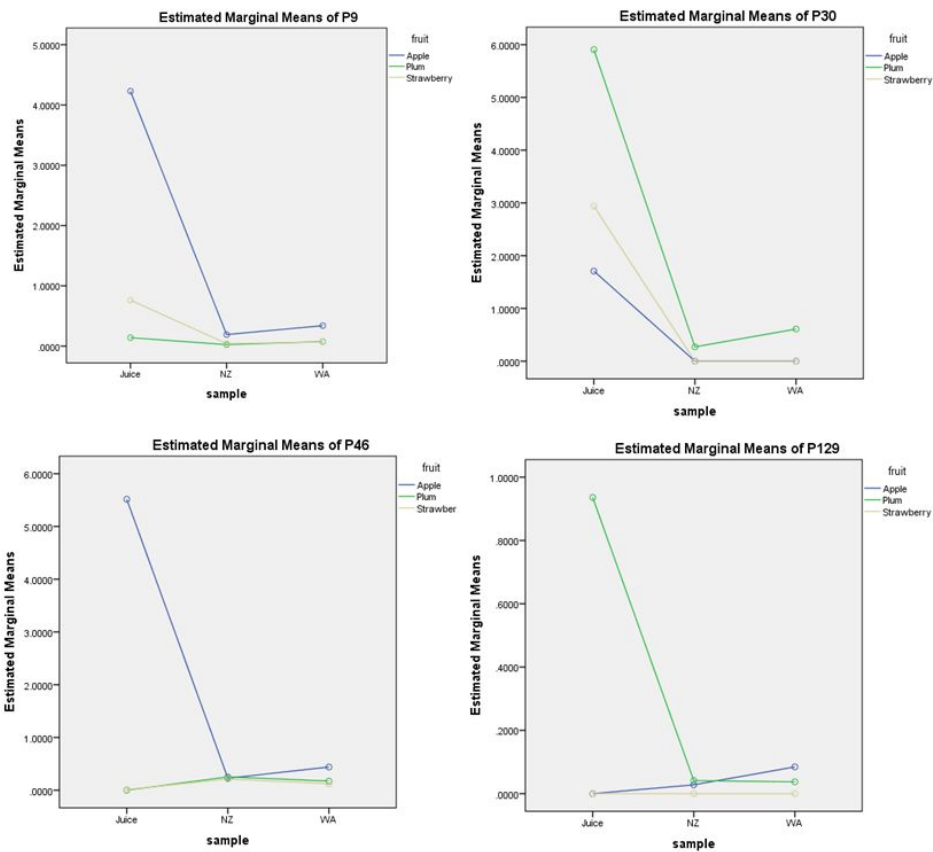 Estimated Marginal Means of P9
fruit
Apple
Plum
Strawberry
Estimated Marginal Means
5.0000
4.0000
3.0000
2.0000
1.0000
.0000
Juice NZ WA
sample
Estimated Marginal Means of P30
fruit
Apple
Plum
Strawberry
Estimated Marginal Means
6.0000
5.0000
4.0000
3.0000
2.0000
1.0000
.0000
Juice NZ WA
sample
Estimated Marginal Means of P46
fruit
Apple
Plum
Strawber
Estimated Marginal Means
6.0000
5.0000
4.0000
3.0000
2.0000
1.0000
.0000
Juice NZ WA
sample
Estimated Marginal Means of P129
fruit
Apple
Plum
Strawberry
Estimated Marginal Means
1.0000
.8000
.6000
.4000
.2000
.0000
Juice NZ WA
sample